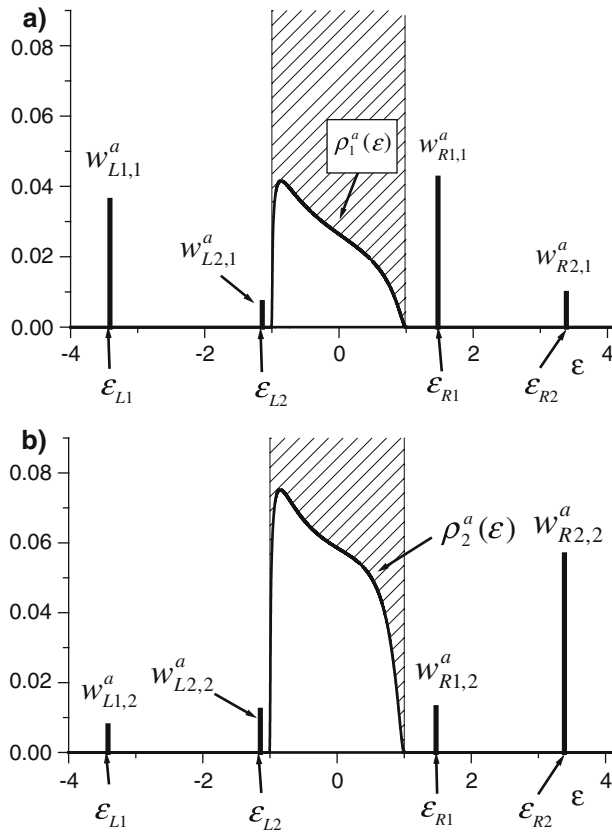 a)
0.08
0.06
0.04
0.02
0.00
w^a_{L1,1}
w^a_{L2,1}
ρ^a_1(ε)
w^a_{R1,1}
w^a_{R2,1}
-4 -2 0 2 4
ε_{L1} ε_{L2} ε_{R1} ε_{R2} ε
b)
0.08
0.06
0.04
0.02
0.00
w^a_{L1,2}
w^a_{L2,2}
ρ^a_2(ε)
w^a_{R2,2}
w^a_{R1,2}
-4 -2 0 2 4
ε_{L1} ε_{L2} ε_{R1} ε_{R2} ε